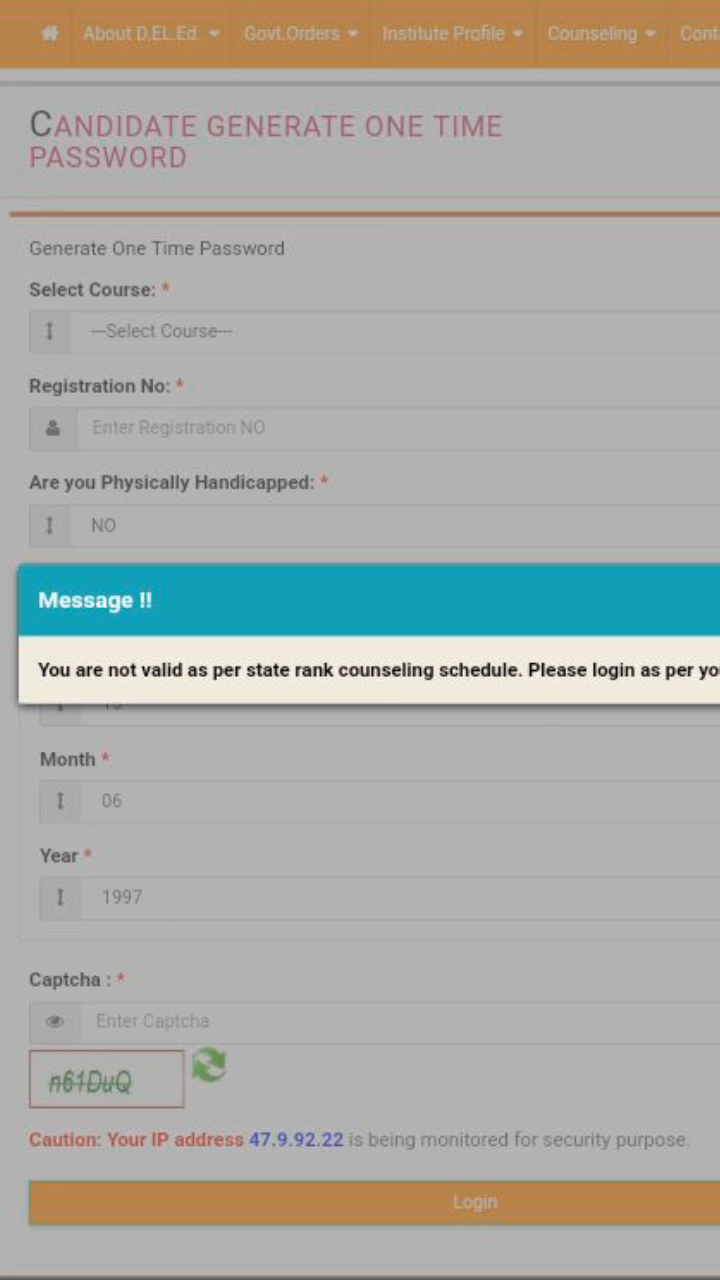 About D.EL.Ed. Govt.Orders Institute Profile Counseling
CANDIDATE GENERATE ONE TIME
PASSWORD
Generate One Time Password
Select Course: *
---Select Course---
Registration No: *
Enter Registration NO
Are you Physically Handicapped: *
NO
Message !!
You are not valid as per state rank counseling schedule. Please login as per
Month *
06
Year *
1997
Captcha : *
Enter Captcha
n61DuQ
Caution: Your IP address 47.9.92.22 is being monitored for security purpose.
Login